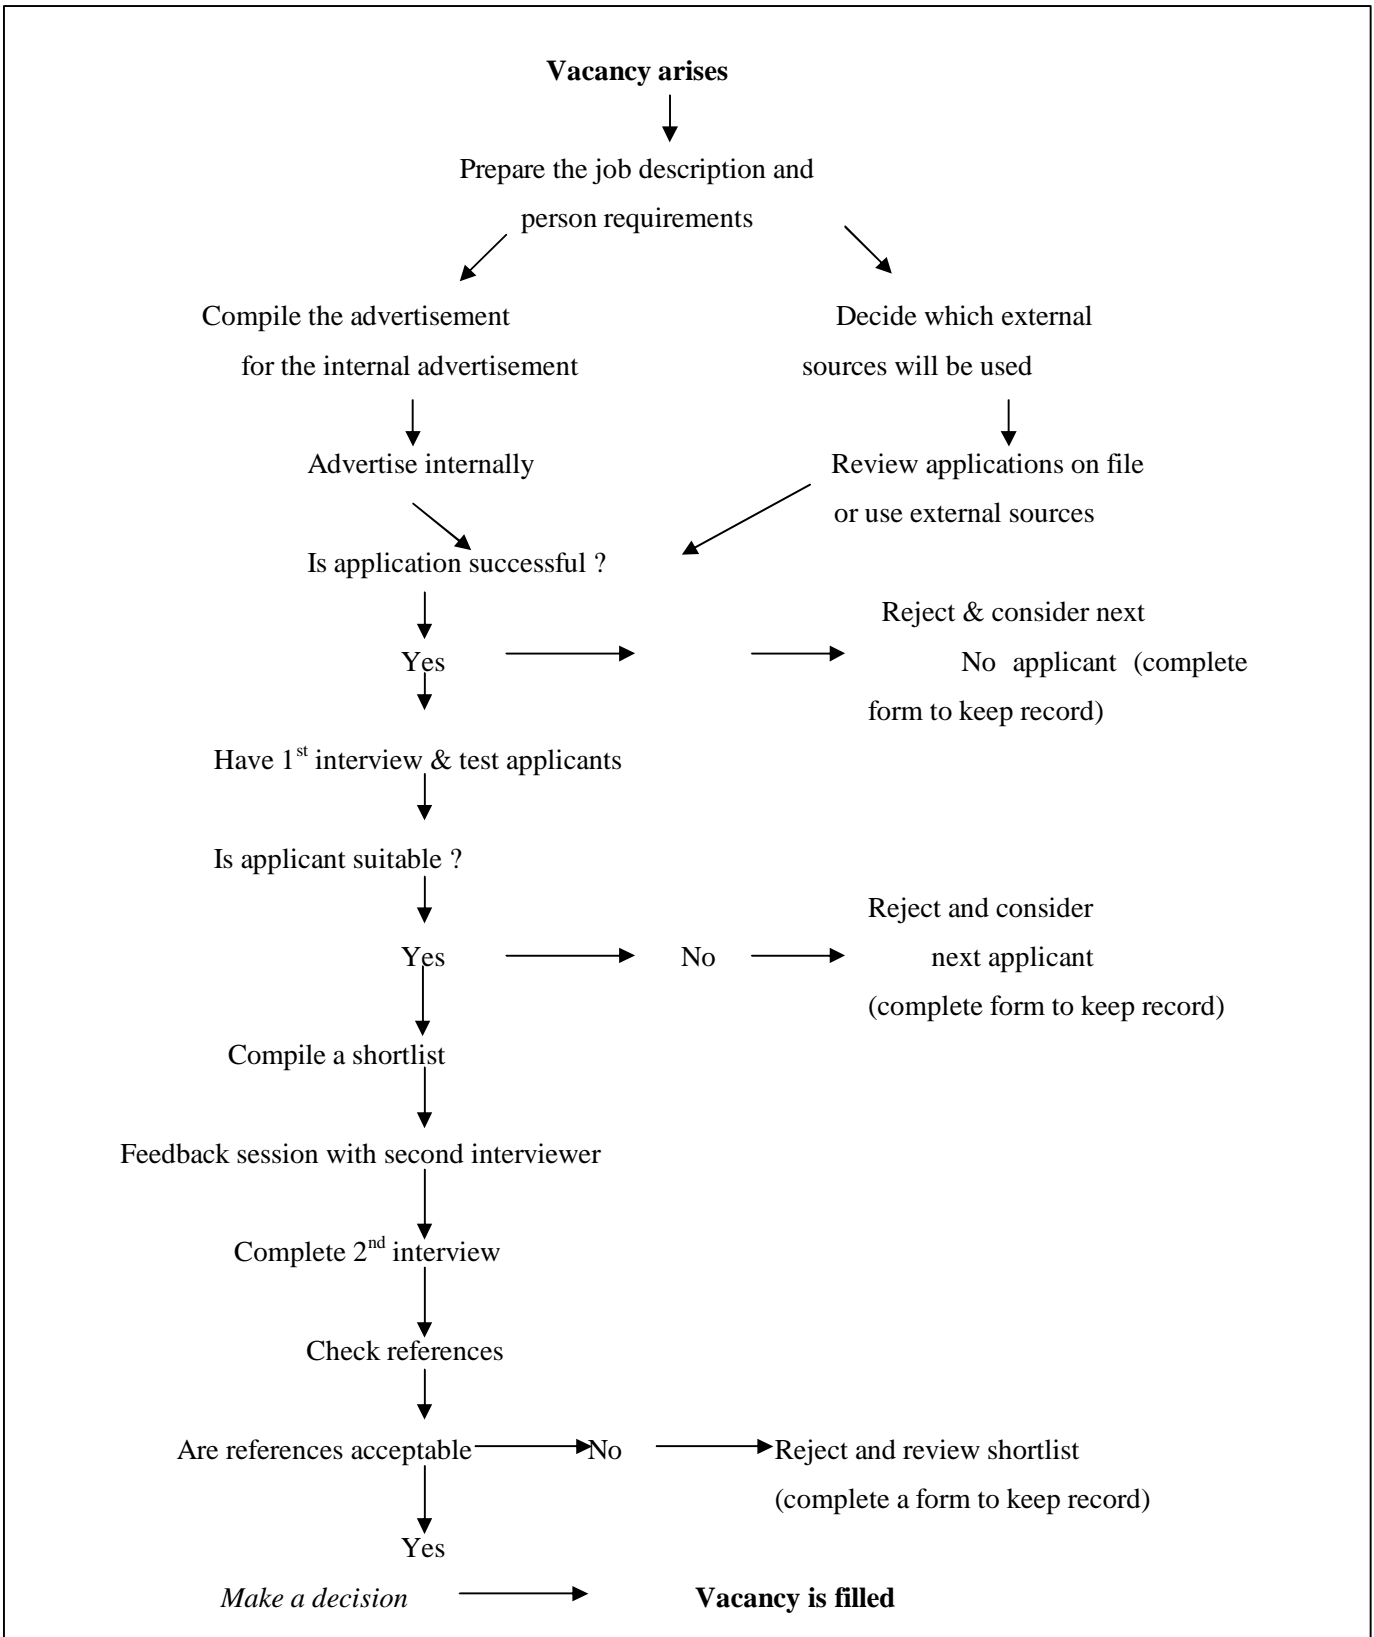 Vacancy arises
Prepare the job description and
person requirements
Compile the advertisement
for the internal advertisement
Decide which external
sources will be used
Advertise internally
Review applications on file
or use external sources
Is application successful ?
Reject & consider next
Yes
No applicant (complete
form to keep record)
Have 1st interview & test applicants
Is applicant suitable ?
Yes
No
Reject and consider
next applicant
(complete form to keep record)
Compile a shortlist
Feedback session with second interviewer
Complete 2nd interview
Check references
Are references acceptable
No
Reject and review shortlist
(complete a form to keep record)
Yes
Make a decision
Vacancy is filled